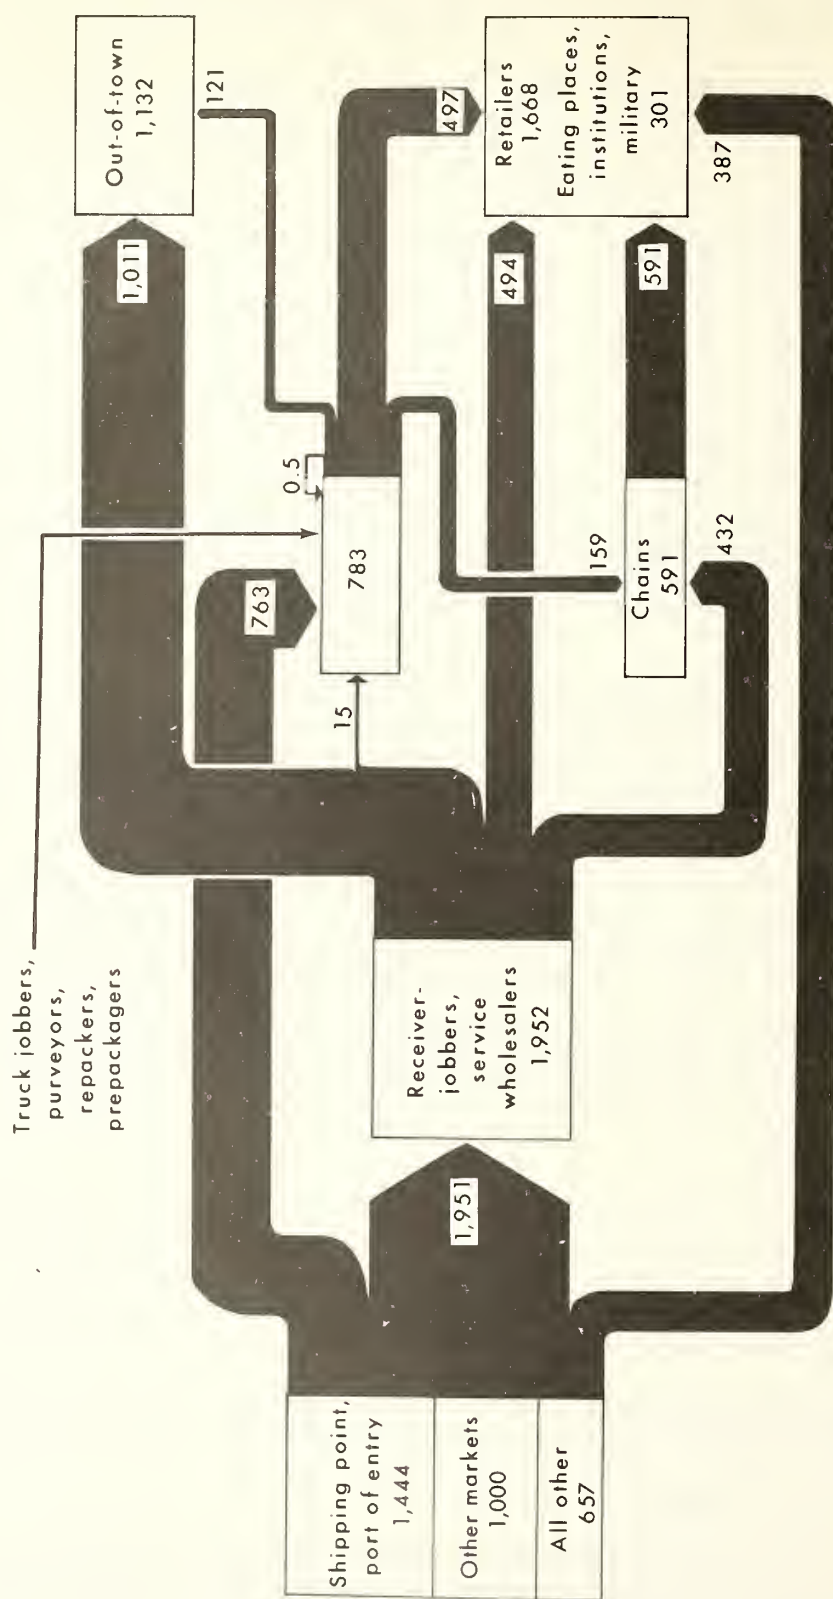 Truck jobbers,
purveyors,
repackers,
prepackagers
Shipping point,
port of entry
1,444
Other markets
1,000
All other
657
1,951
Receiver-
jobbers,
service
wholesalers
1,952
763
15
783
0.5
1,011
Out-of-town
1,132
121
497
494
159
Chains
591
432
591
Retailers
1,668
Eating places,
institutions,
military
301
387